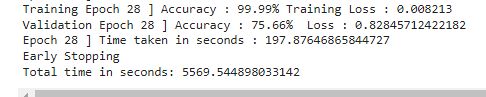 Training Epoch 28 ] Accuracy : 99.99% Training Loss : 0.008213
Validation Epoch 28 ] Accuracy : 75.66%  Loss : 0.82845712422182
Epoch 28 ] Time taken in seconds : 197.87646865844727
Early Stopping
Total time in seconds: 5569.544898033142